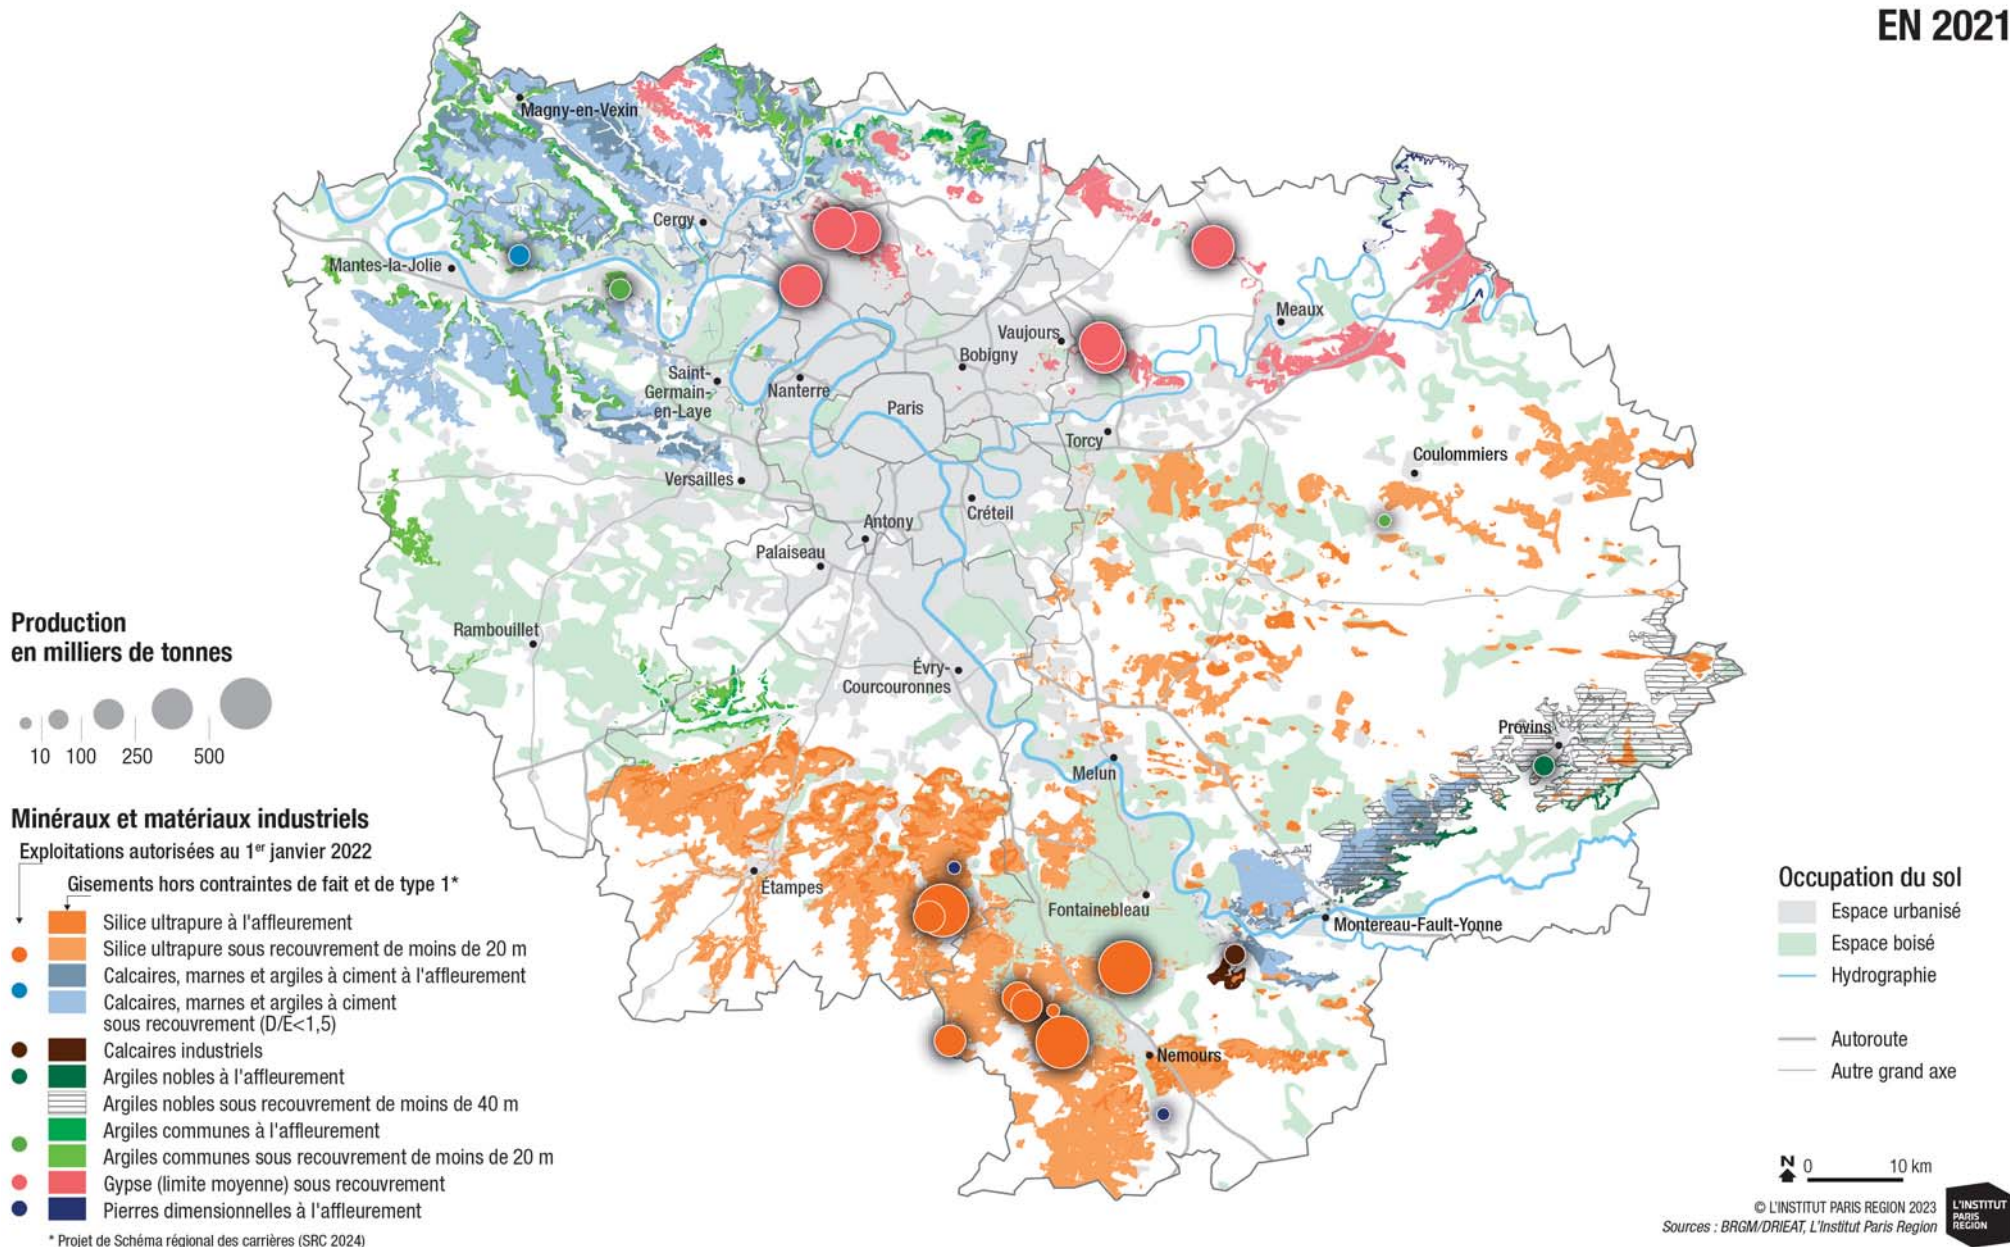 EN 2021
Magny-en-Vexin
Cergy
Mantes-la-Jolie
Meaux
Vaujours
Bobigny
Saint-
Germain-
en-Laye
Nanterre
Paris
Torcy
Coulommiers
Versailles
Créteil
Antony
Palaiseau
Rambouillet
Évry-
Courcouronnes
Provins
Melun
Étampes
Fontainebleau
Montereau-Fault-Yonne
Nemours
Production
en milliers de tonnes
10 100 250 500
Minéraux et matériaux industriels
Exploitations autorisées au 1er janvier 2022
Gisements hors contraintes de fait et de type 1*
Silice ultrapure à l'affleurement
Silice ultrapure sous recouvrement de moins de 20 m
Calcaires, marnes et argiles à ciment à l'affleurement
Calcaires, marnes et argiles à ciment
sous recouvrement (D/E<1,5)
Calcaires industriels
Argiles nobles à l'affleurement
Argiles nobles sous recouvrement de moins de 40 m
Argiles communes à l'affleurement
Argiles communes sous recouvrement de moins de 20 m
Gypse (limite moyenne) sous recouvrement
Pierres dimensionnelles à l'affleurement
* Projet de Schéma régional des carrières (SRC 2024)
Occupation du sol
Espace urbanisé
Espace boisé
Hydrographie
Autoroute
Autre grand axe
N 0 10 km
© L'INSTITUT PARIS REGION 2023
Sources : BRGM/DRIEAT, L'Institut Paris Region
L'INSTITUT
PARIS
REGION